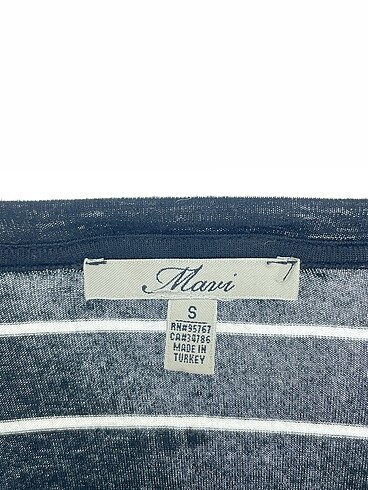 Mavi
S
RN#95767
CA#34786
MADE IN
TURKEY